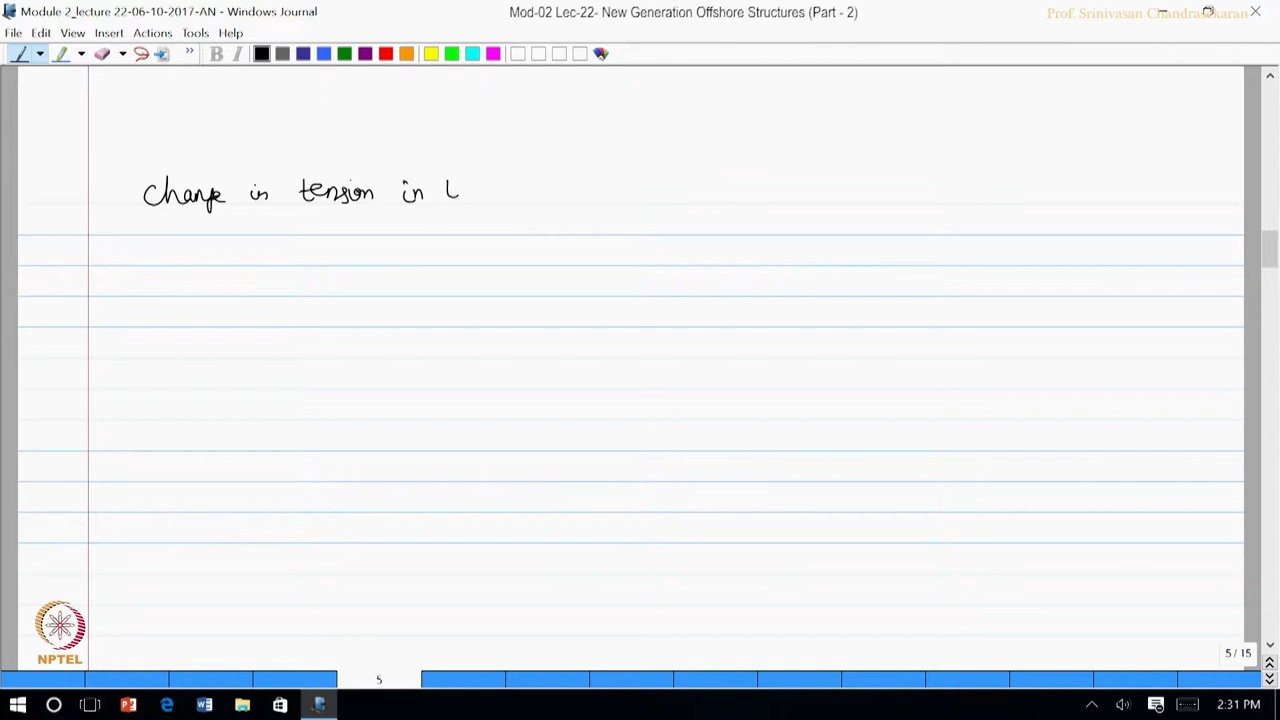 Module 2_lecture 22-06-10-2017-AN - Windows Journal
Mod-02 Lec-22- New Generation Offshore Structures (Part - 2)
Prof. Srinivasan Chandrasekaran
File Edit View Insert Actions Tools Help
B I
Change in tension in
NPTEL
5 / 15
5
2:31 PM